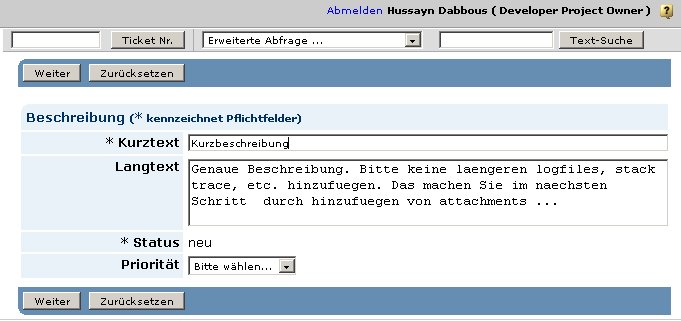 Abmelden Hussayn Dabbous ( Developer Project Owner ) ?
Ticket Nr. Erweiterte Abfrage ... Text-Suche
Weiter Zurücksetzen
Beschreibung (* kennzeichnet Pflichtfelder)
* Kurztext Kurzbeschreibung
Langtext Genaue Beschreibung. Bitte keine laengeren logfiles, stack
trace, etc. hinzufuegen. Das machen Sie im naechsten
Schritt durch hinzufuegen von attachments ...
* Status neu
Priorität Bitte wählen...
Weiter Zurücksetzen